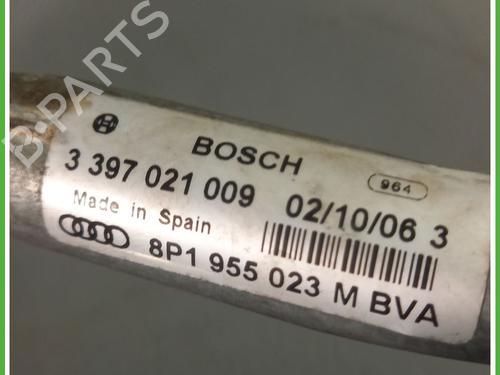 B-PARTS
BOSCH
964
3 397 021 009
02/10/06 3
Made in Spain
8P1 955 023 M BVA